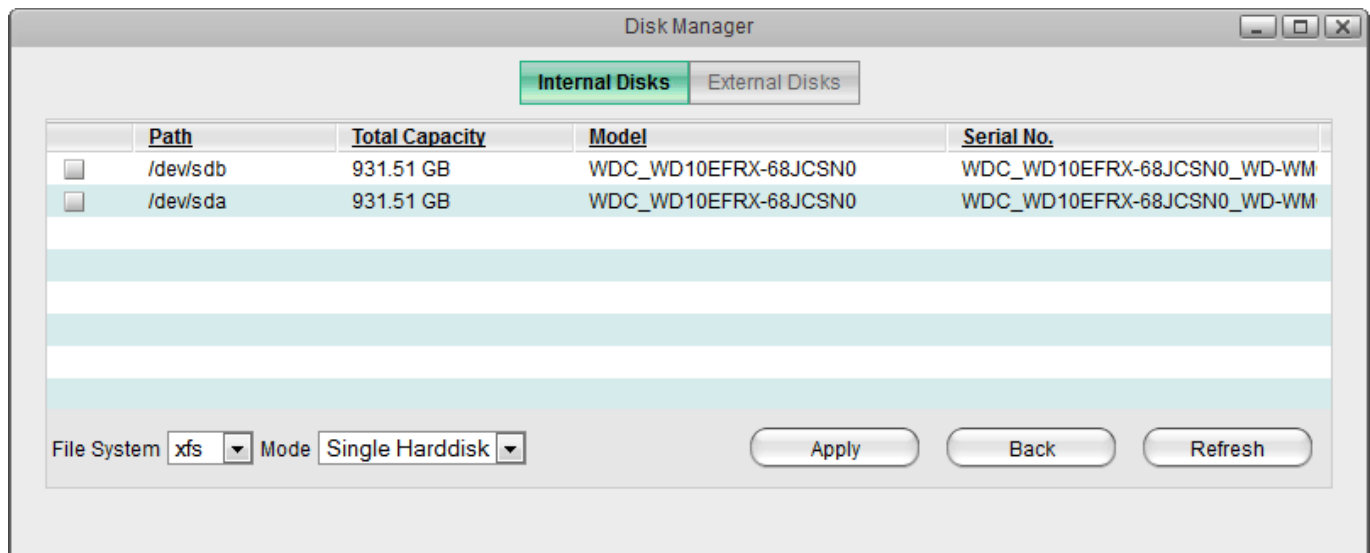 Disk Manager
Internal Disks External Disks
Path Total Capacity Model Serial No.
/dev/sdb 931.51 GB WDC_WD10EFRX-68JCSN0 WDC_WD10EFRX-68JCSN0_WD-WM
/dev/sda 931.51 GB WDC_WD10EFRX-68JCSN0 WDC_WD10EFRX-68JCSN0_WD-WM
File System xfs Mode Single Harddisk Apply Back Refresh